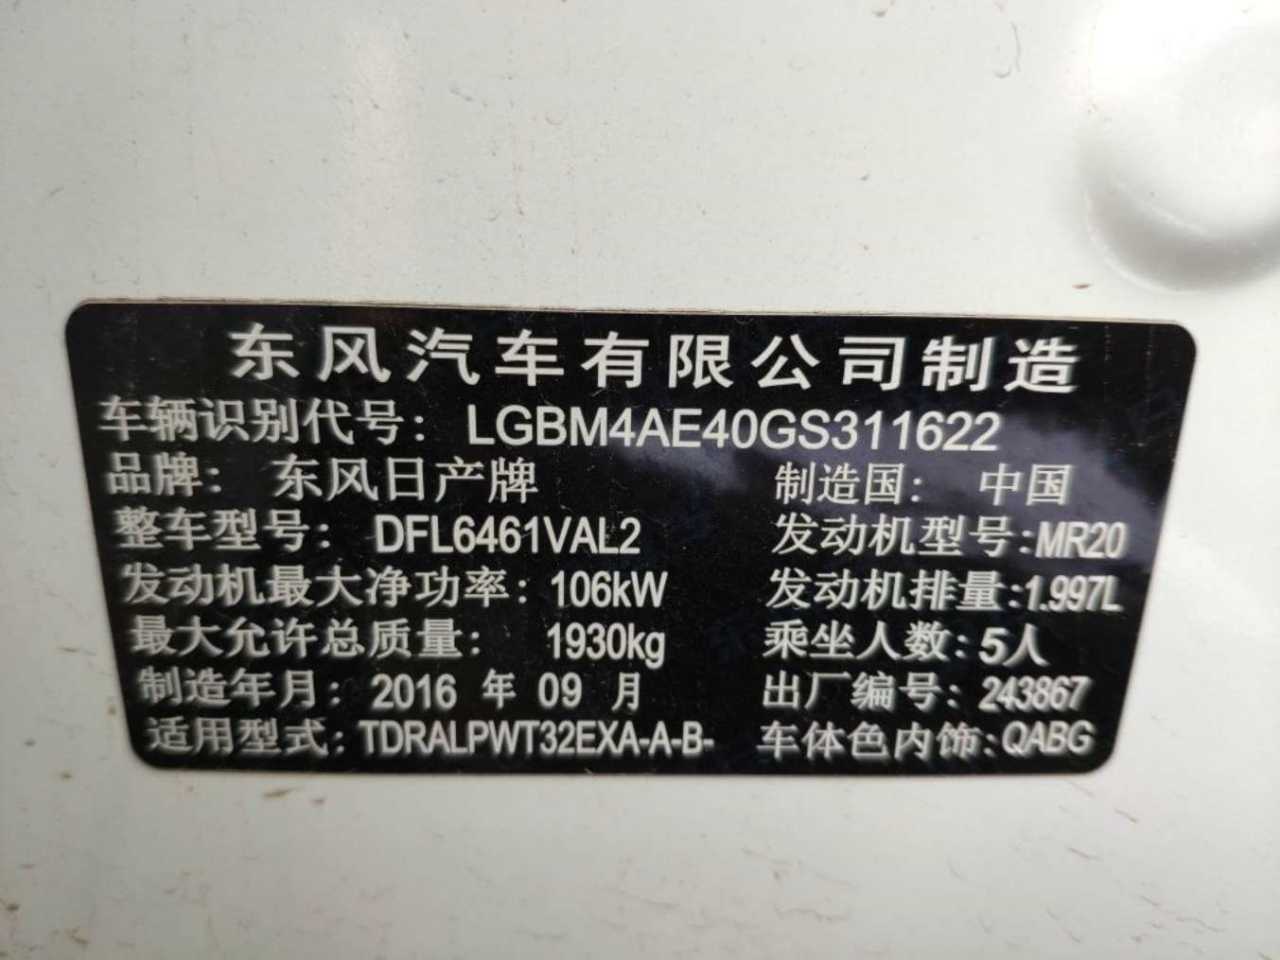 东风汽车有限公司制造
车辆识别代号：LGBM4AE40GS311622
品牌：东风日产牌 制造国：中国
整车型号：DFL6461VAL2 发动机型号:MR20
发动机最大净功率：106kW 发动机排量:1.997L
最大允许总质量：1930kg 乘坐人数:5人
制造年月：2016 年 09 月 出厂编号：243867
适用型式：TDRALPWT32EXA-A-B- 车体色内饰:QABG